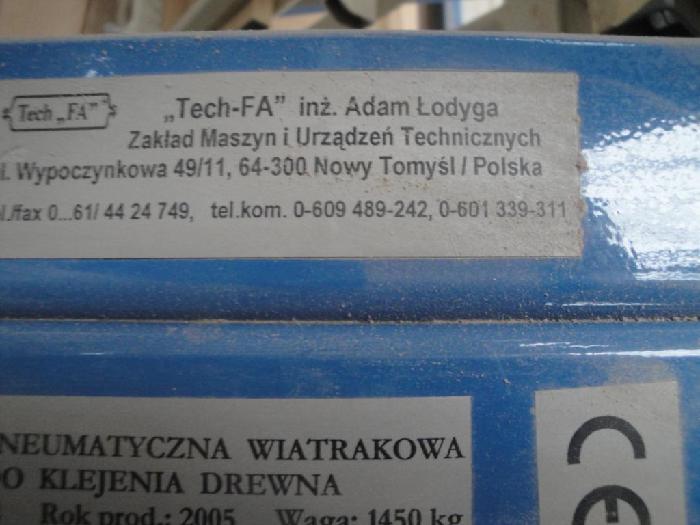 Tech „FA”
„Tech-FA” inż. Adam Łodyga
Zakład Maszyn i Urządzeń Technicznych
l. Wypoczynkowa 49/11, 64-300 Nowy Tomyśl / Polska
l./fax 0...61/ 44 24 749, tel.kom. 0-609 489-242, 0-601 339-311
NEUMATYCZNA WIATRAKOWA
DO KLEJENIA DREWNA
Rok prod.: 2005 Waga: 1450 kg
CE